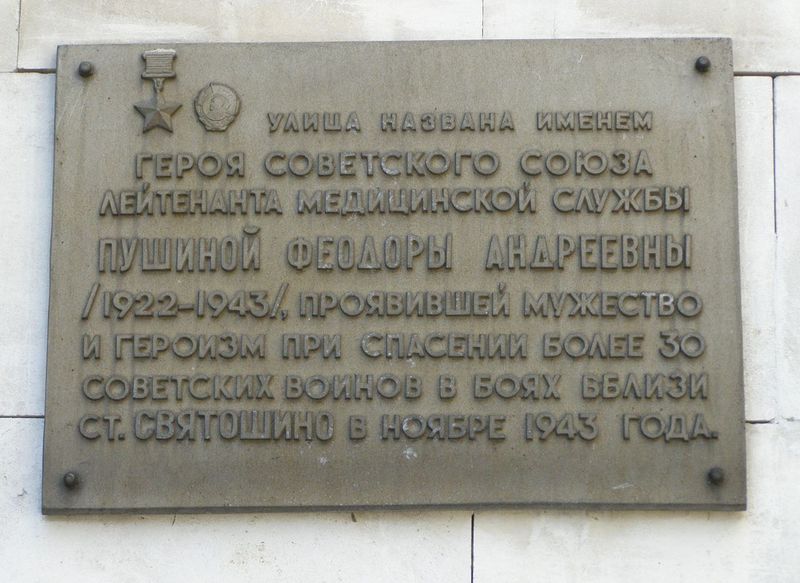 УЛИЦА НАЗВАНА ИМЕНЕМ
ГЕРОЯ СОВЕТСКОГО СОЮЗА
ЛЕЙТЕНАНТА МЕДИЦИНСКОЙ СЛУЖБЫ
ПУШИНОЙ ФЕОДОРЫ АНДРЕЕВНЫ
/1922-1943/, ПРОЯВИВШЕЙ МУЖЕСТВО
И ГЕРОИЗМ ПРИ СПАСЕНИИ БОЛЕЕ 30
СОВЕТСКИХ ВОИНОВ В БОЯХ ВБЛИЗИ
СТ. СВЯТОШИНО В НОЯБРЕ 1943 ГОДА.